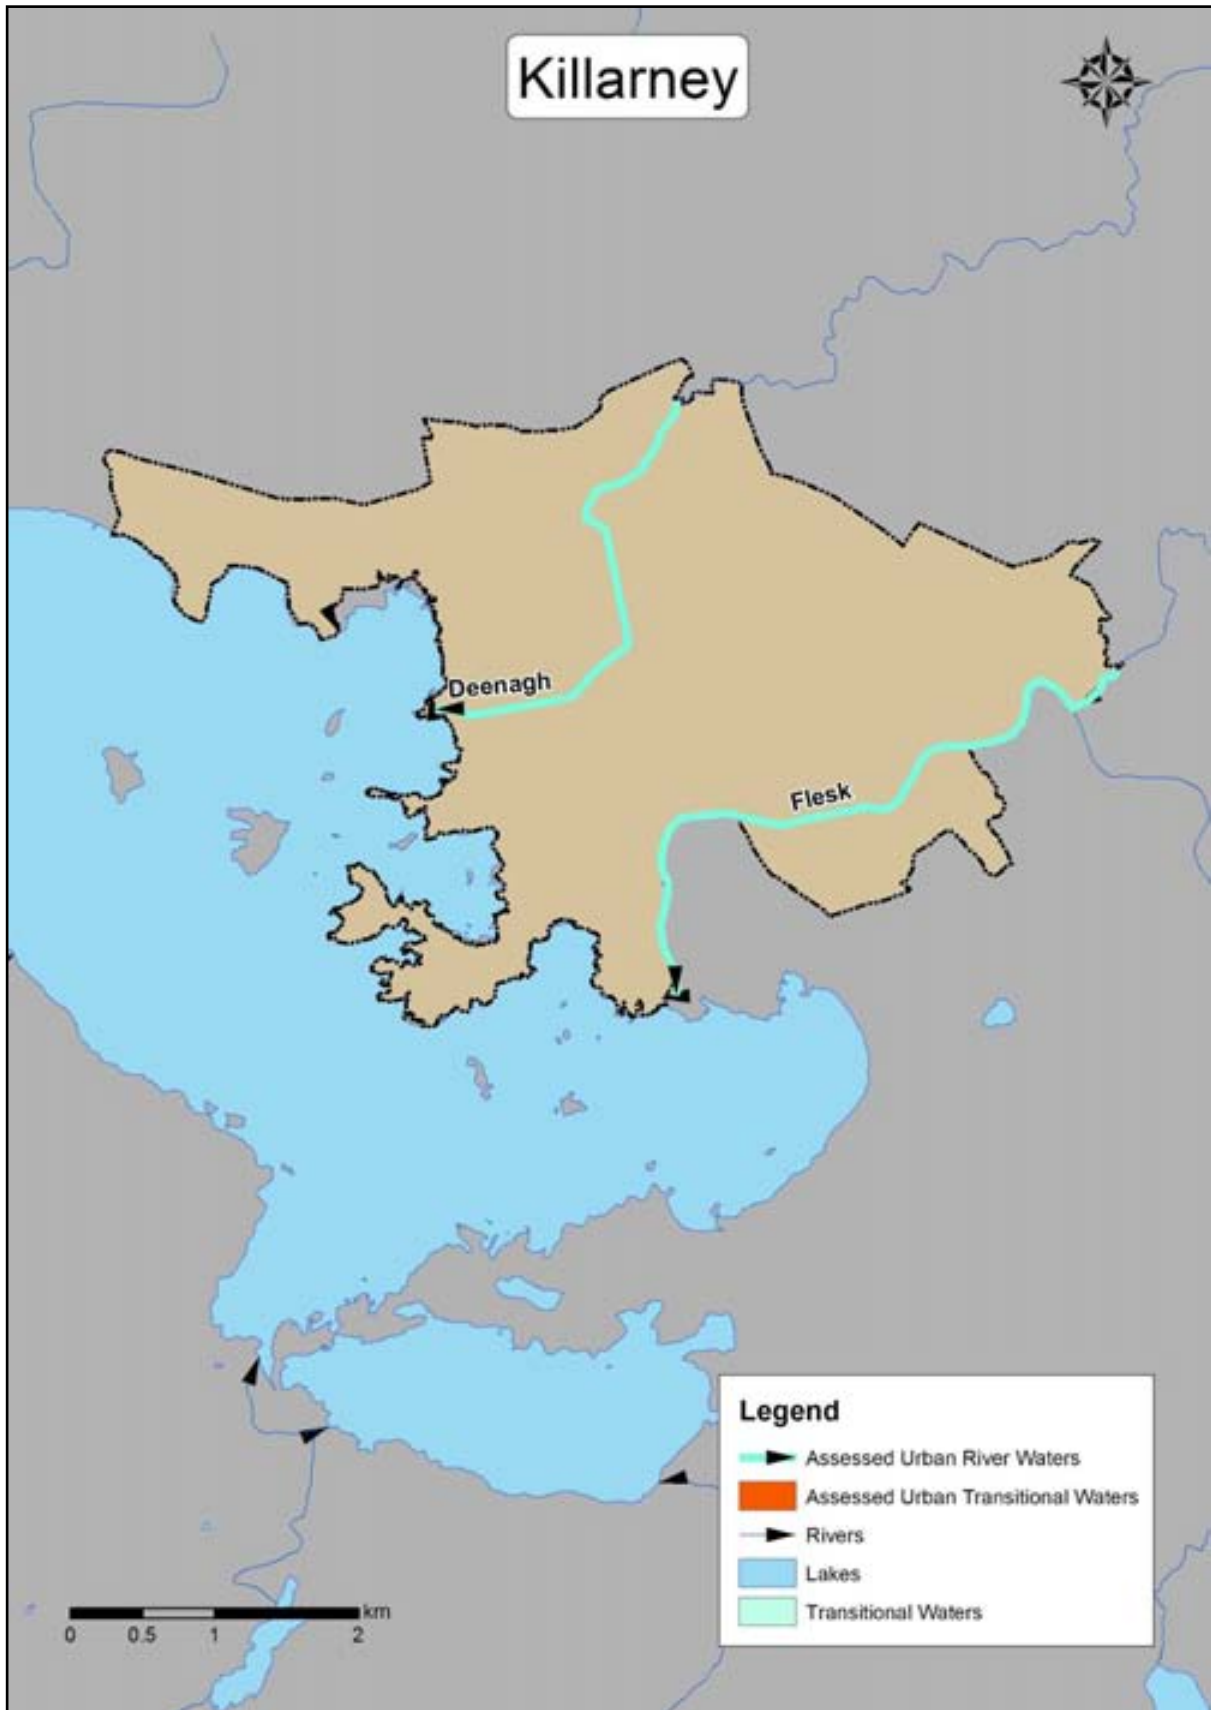 Killarney
Deenagh
Flesk
Legend
Assessed Urban River Waters
Assessed Urban Transitional Waters
Rivers
Lakes
Transitional Waters
km
0 0.5 1 2